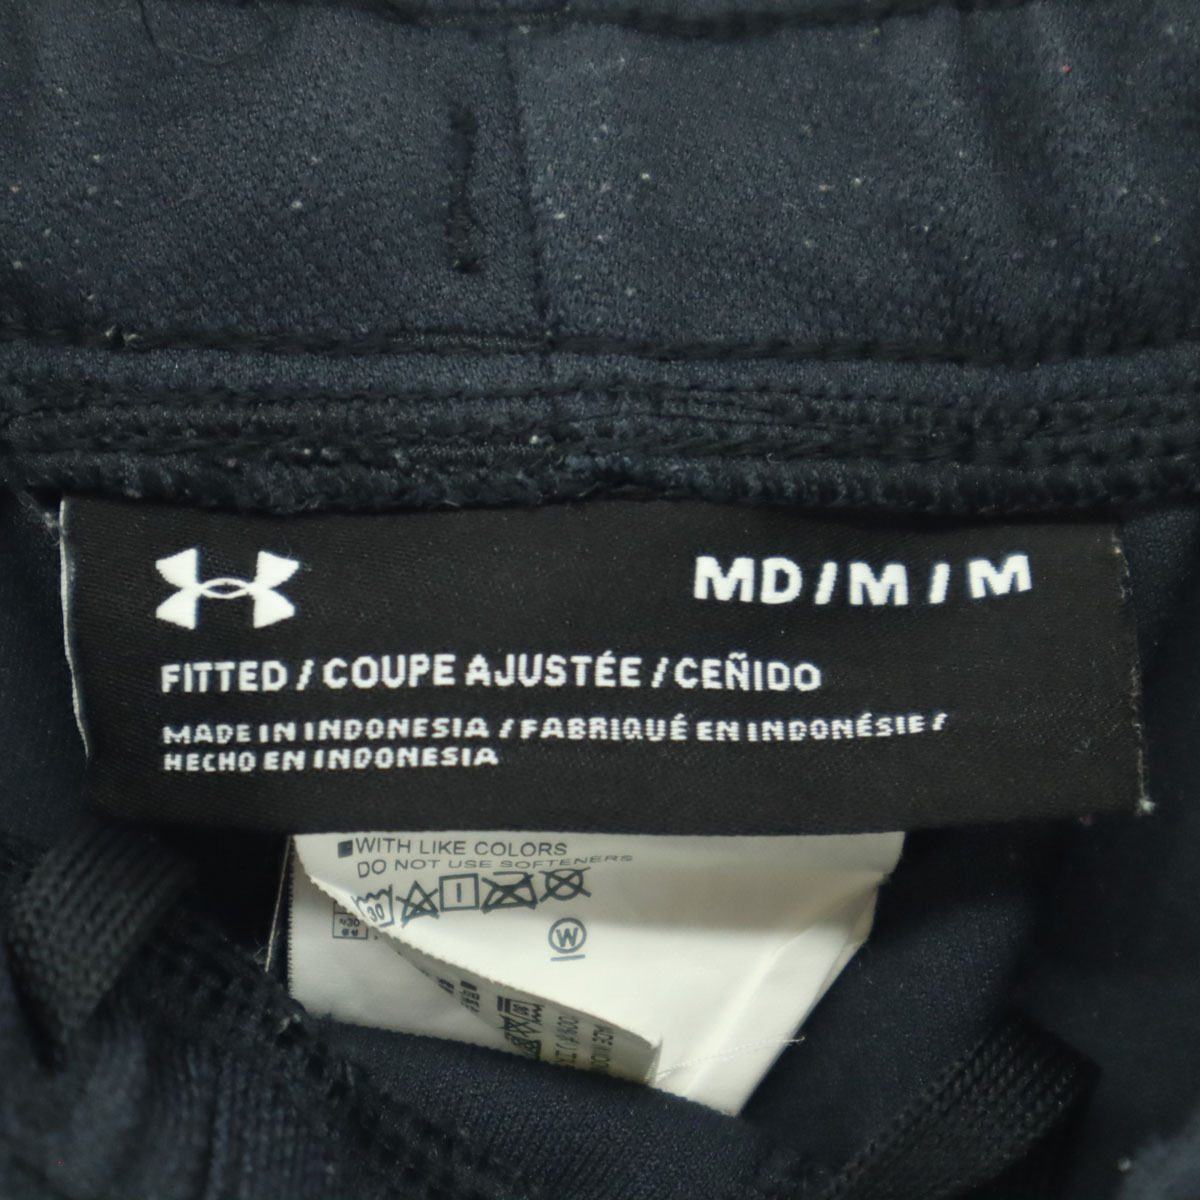 MD / M / M
FITTED / COUPE AJUSTÉE / CEÑIDO
MADE IN INDONESIA / FABRIQUÉ EN INDONÉSIE /
HECHO EN INDONESIA
WITH LIKE COLORS
DO NOT USE SOFTENERS
30
W